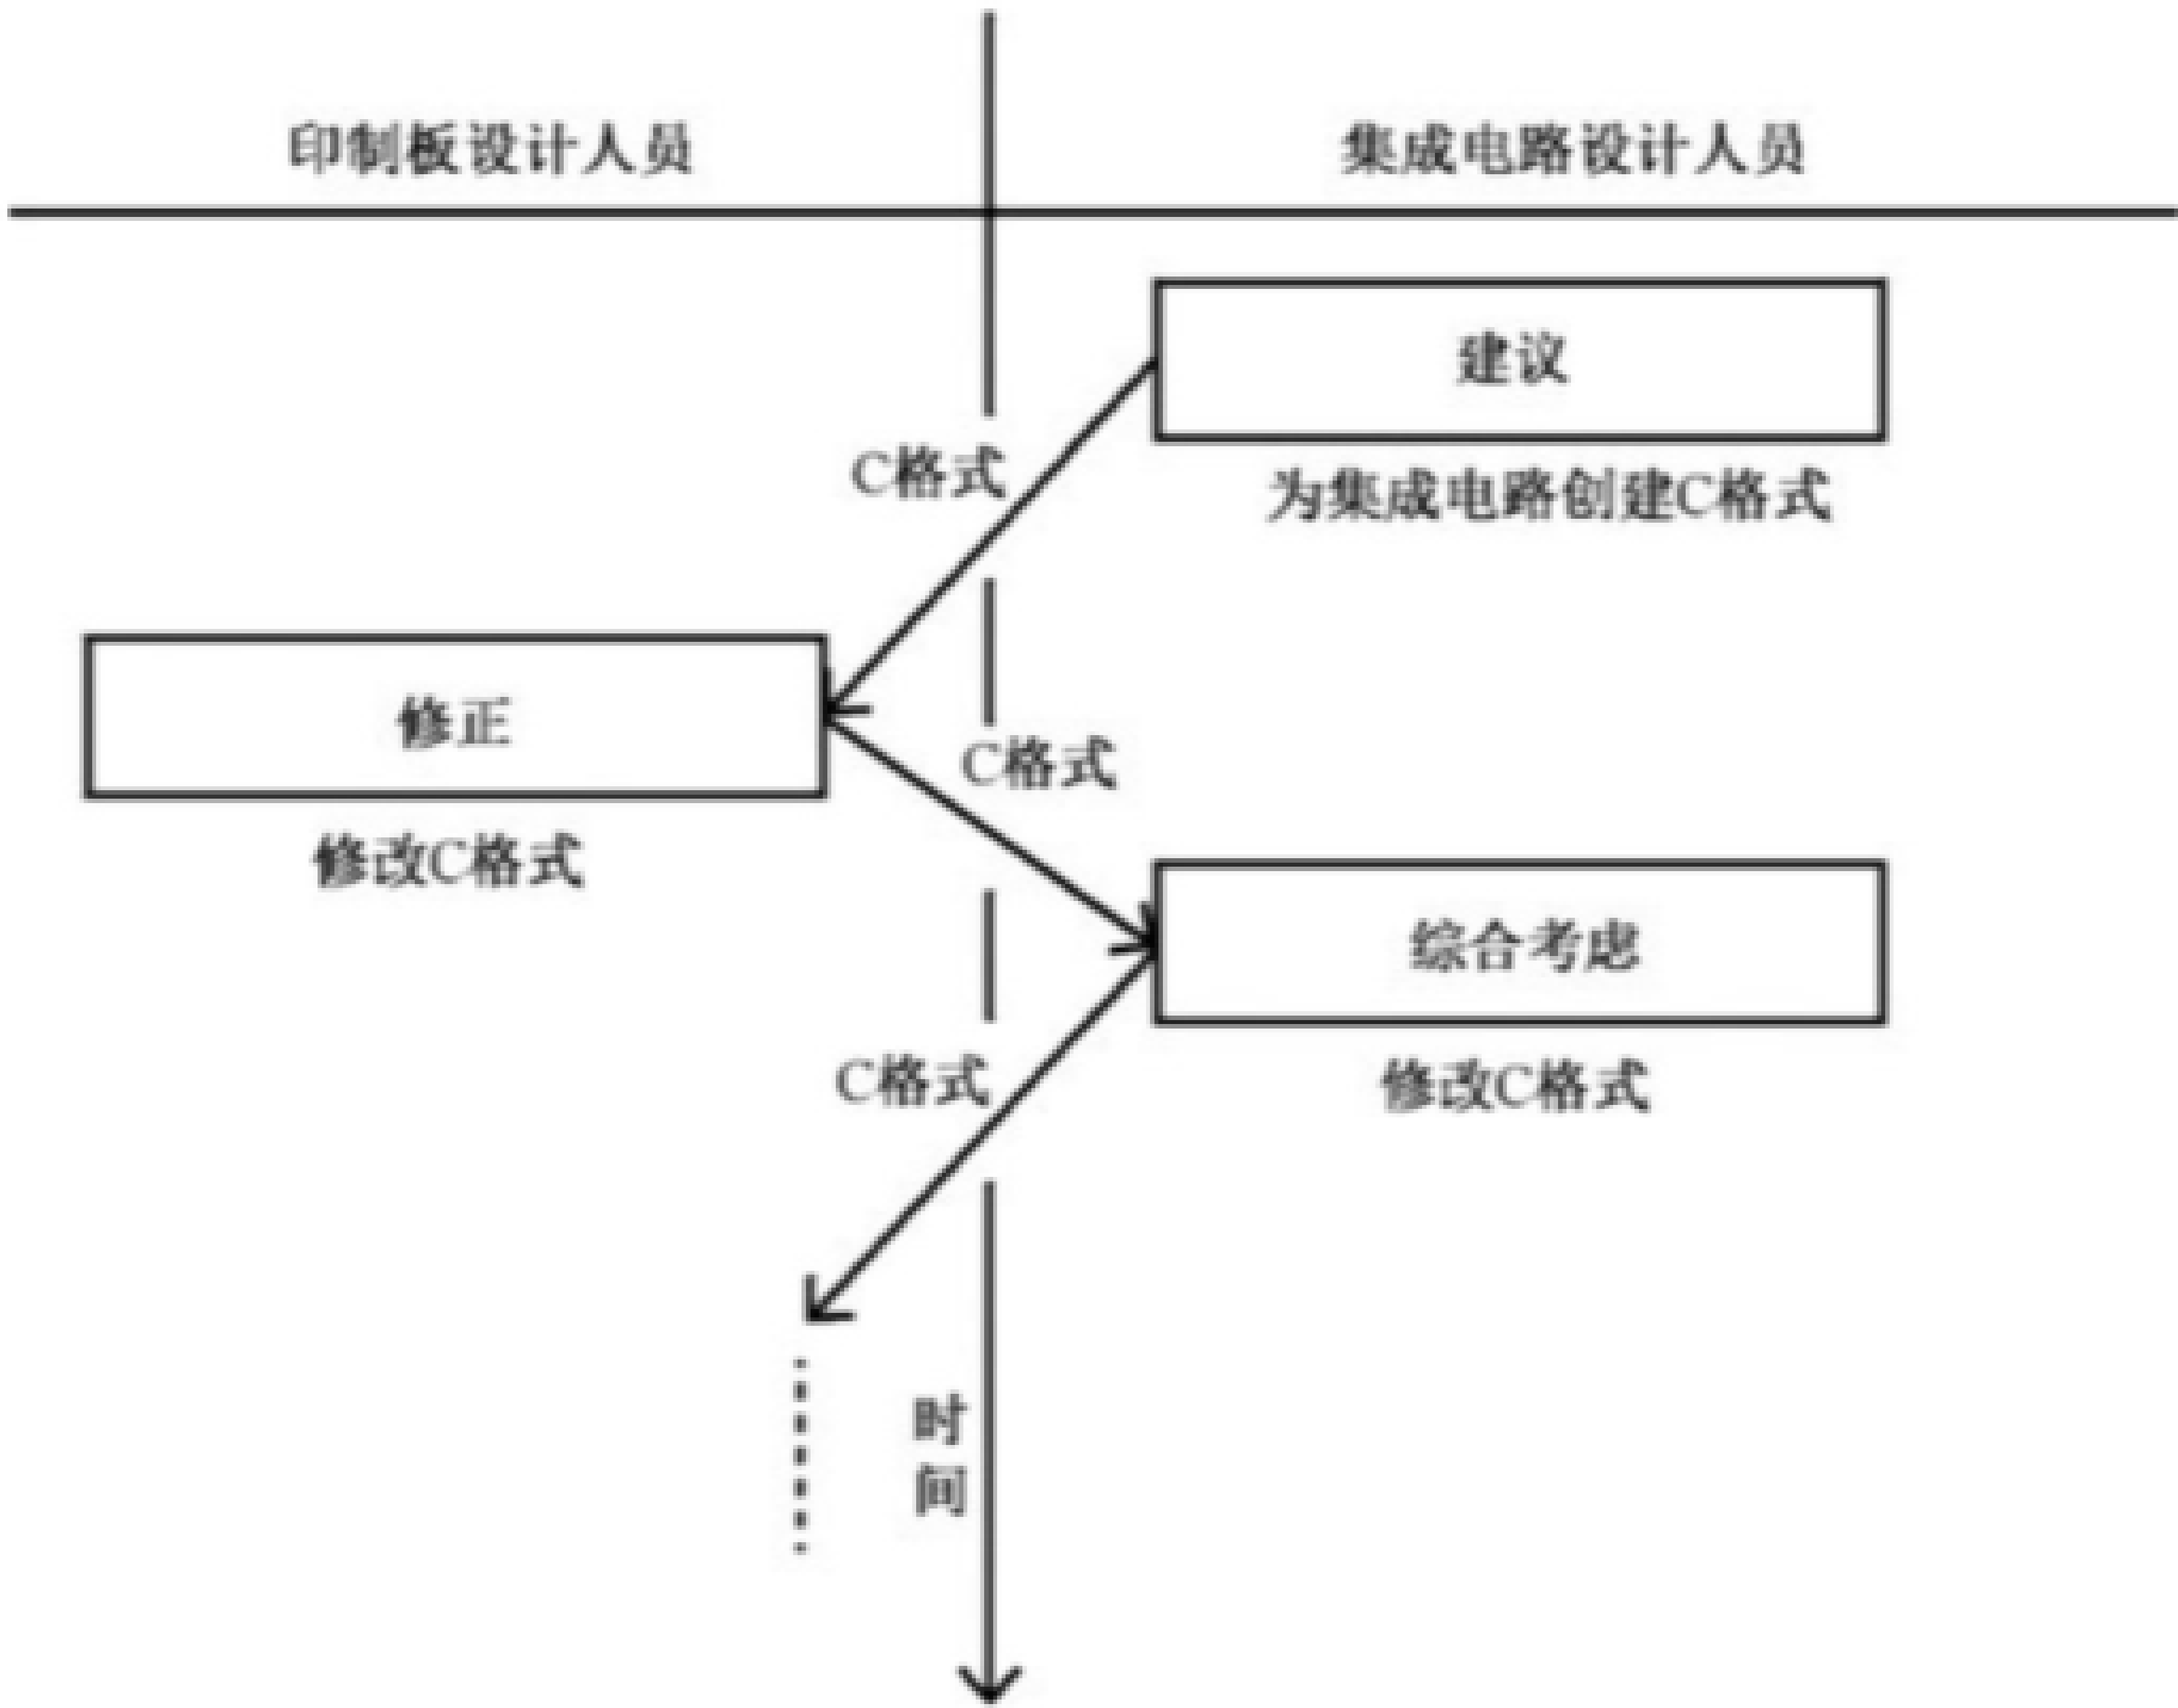 印制板设计人员
集成电路设计人员
建议
C格式
为集成电路创建C格式
修正
C格式
修改C格式
综合考虑
C格式
修改C格式
时
间